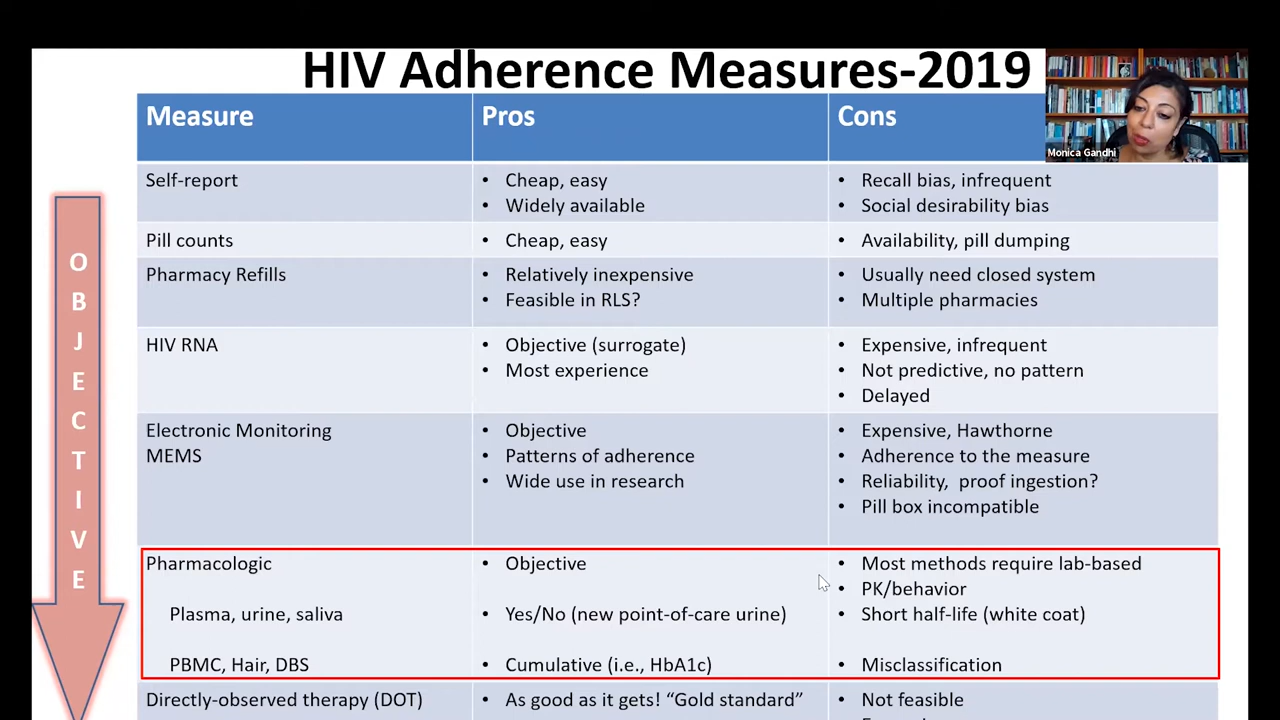 HIV Adherence Measures-2019
Monica Gandhi
Measure Pros Cons
Self-report • Cheap, easy • Recall bias, infrequent
• Widely available • Social desirability bias
Pill counts • Cheap, easy • Availability, pill dumping
Pharmacy Refills • Relatively inexpensive • Usually need closed system
• Feasible in RLS? • Multiple pharmacies
HIV RNA • Objective (surrogate) • Expensive, infrequent
• Most experience • Not predictive, no pattern
• Delayed
Electronic Monitoring • Objective • Expensive, Hawthorne
MEMS • Patterns of adherence • Adherence to the measure
• Wide use in research • Reliability, proof ingestion?
• Pill box incompatible
Pharmacologic • Objective • Most methods require lab-based
• PK/behavior
Plasma, urine, saliva • Yes/No (new point-of-care urine) • Short half-life (white coat)
PBMC, Hair, DBS • Cumulative (i.e., HbA1c) • Misclassification
Directly-observed therapy (DOT) • As good as it gets! “Gold standard” • Not feasible
OBJECTIVE